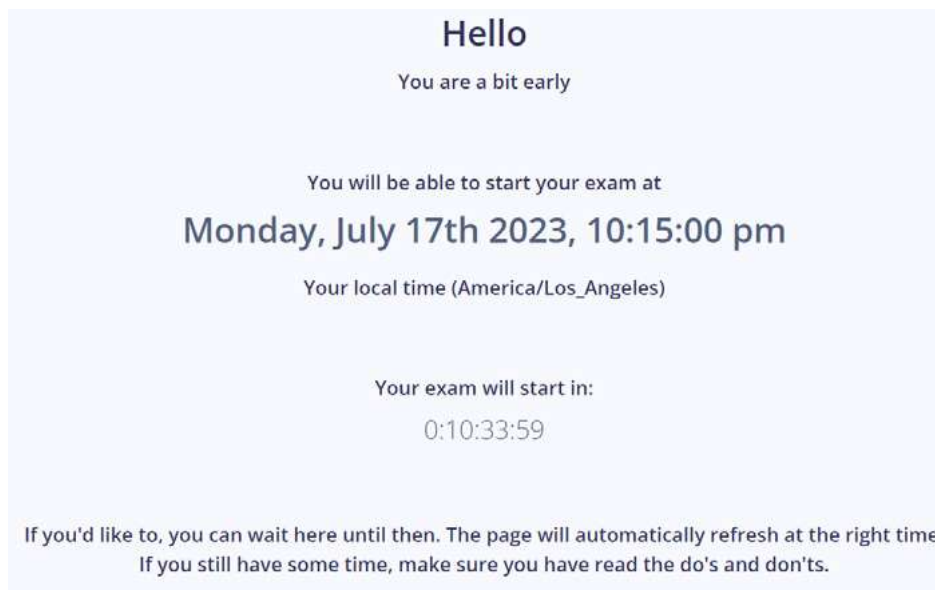 Hello
You are a bit early
You will be able to start your exam at
Monday, July 17th 2023, 10:15:00 pm
Your local time (America/Los_Angeles)
Your exam will start in:
0:10:33:59
If you'd like to, you can wait here until then. The page will automatically refresh at the right time
If you still have some time, make sure you have read the do's and don'ts.